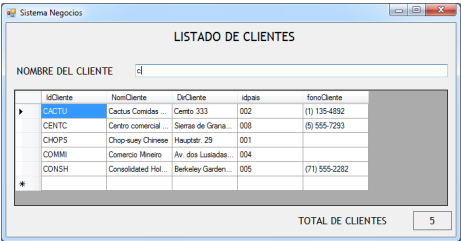 Sistema Negocios
LISTADO DE CLIENTES
NOMBRE DEL CLIENTE c
IdCliente NomCliente DirCliente idpais fonoCliente
CACTU Cactus Comidas ... Cerrito 333 002 (1) 135-4892
CENTC Centro comercial ... Sierras de Grana... 008 (5) 555-7293
CHOPS Chop-suey Chinese Hauptstr. 29 001
COMMI Comercio Mineiro Av. dos Lusiadas... 004
CONSH Consolidated Hol... Berkeley Garden... 005 (71) 555-2282
TOTAL DE CLIENTES 5